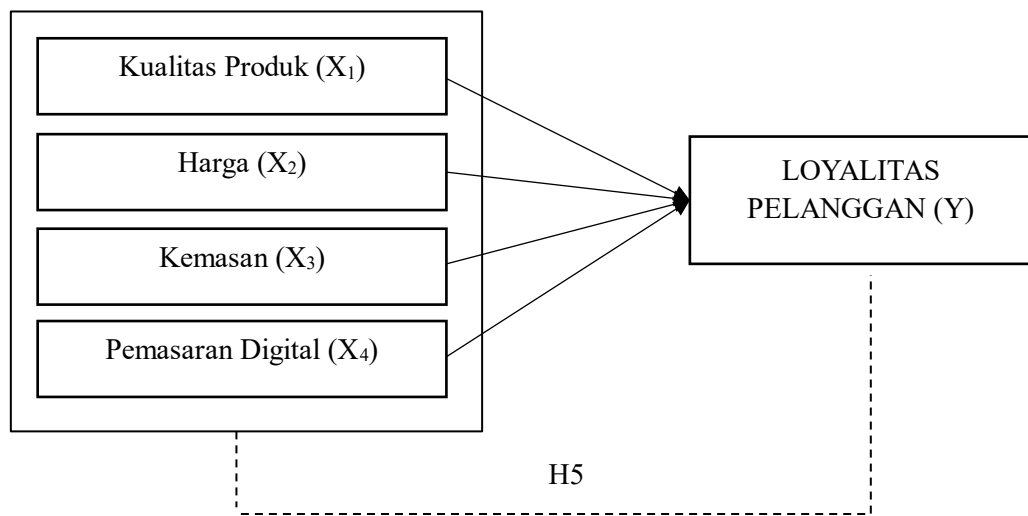 Kualitas Produk (X₁)
Harga (X₂)
Kemasan (X₃)
Pemasaran Digital (X₄)
LOYALITAS
PELANGGAN (Y)
H5